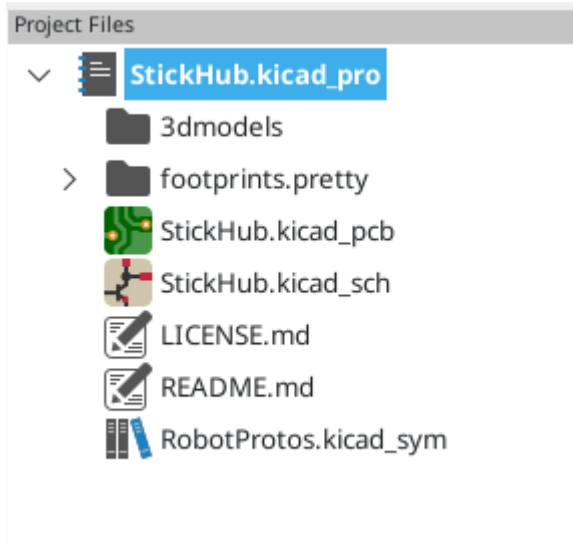 Project Files
StickHub.kicad_pro
3dmodels
footprints.pretty
StickHub.kicad_pcb
StickHub.kicad_sch
LICENSE.md
README.md
RobotProtos.kicad_sym